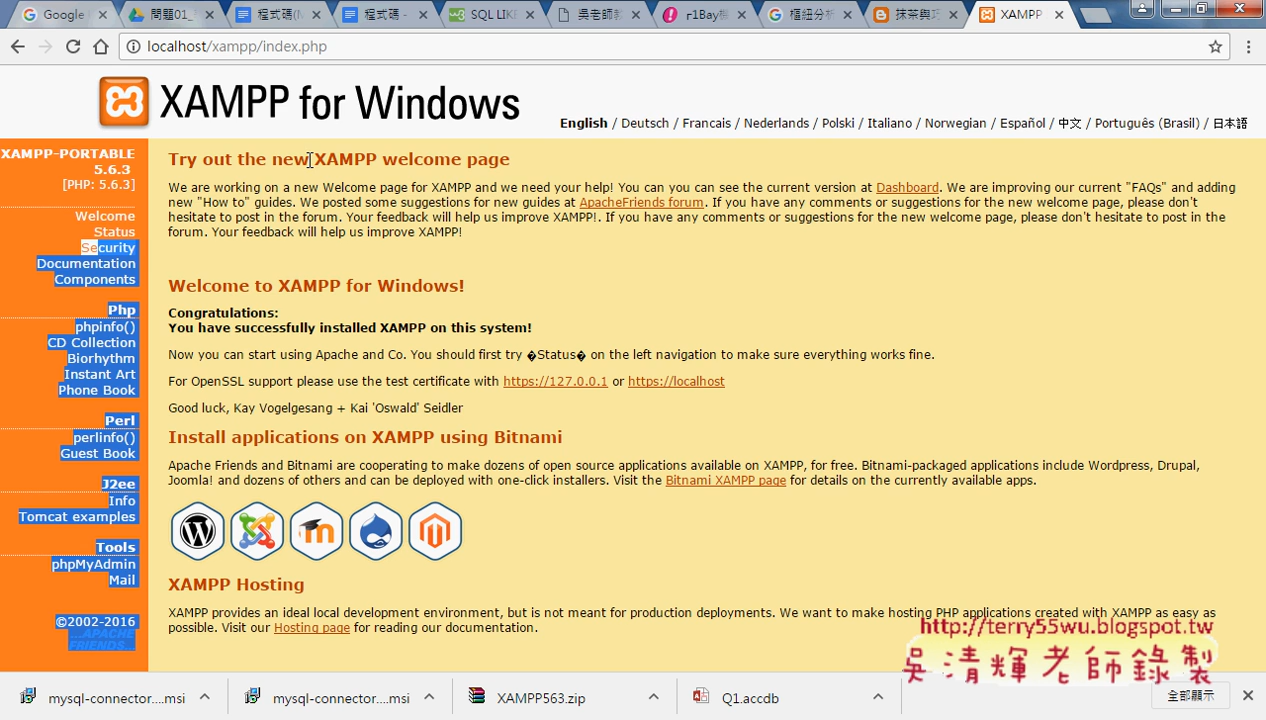 Google
問題01_
程式碼(M
程式碼 -
SQL LIKE
吳老師教
r1Bay樞
樞紐分析
抹茶與巧
XAMPP
localhost/xampp/index.php
XAMPP for Windows
English / Deutsch / Francais / Nederlands / Polski / Italiano / Norwegian / Español / 中文 / Português (Brasil) / 日本語
XAMPP-PORTABLE
5.6.3
[PHP: 5.6.3]
Welcome
Status
Security
Documentation
Components
Php
phpinfo()
CD Collection
Biorhythm
Instant Art
Phone Book
Perl
perlinfo()
Guest Book
J2ee
Info
Tomcat examples
Tools
phpMyAdmin
Mail
©2002-2016
...APACHE
FRIENDS...
Try out the new XAMPP welcome page
We are working on a new Welcome page for XAMPP and we need your help! You can you can see the current version at Dashboard. We are improving our current "FAQs" and adding
new "How to" guides. We posted some suggestions for new guides at ApacheFriends forum. If you have any comments or suggestions for the new welcome page, please don't
hesitate to post in the forum. Your feedback will help us improve XAMPP!. If you have any comments or suggestions for the new welcome page, please don't hesitate to post in the
forum. Your feedback will help us improve XAMPP!
Welcome to XAMPP for Windows!
Congratulations:
You have successfully installed XAMPP on this system!
Now you can start using Apache and Co. You should first try �Status� on the left navigation to make sure everything works fine.
For OpenSSL support please use the test certificate with https://127.0.0.1 or https://localhost
Good luck, Kay Vogelgesang + Kai 'Oswald' Seidler
Install applications on XAMPP using Bitnami
Apache Friends and Bitnami are cooperating to make dozens of open source applications available on XAMPP, for free. Bitnami-packaged applications include Wordpress, Drupal,
Joomla! and dozens of others and can be deployed with one-click installers. Visit the Bitnami XAMPP page for details on the currently available apps.
XAMPP Hosting
XAMPP provides an ideal local development environment, but is not meant for production deployments. We want to make hosting PHP applications created with XAMPP as easy as
possible. Visit our Hosting page for reading our documentation.
http://terry55wu.blogspot.tw
吳清輝老師錄製
mysql-connector....msi
mysql-connector....msi
XAMPP563.zip
Q1.accdb
全部顯示